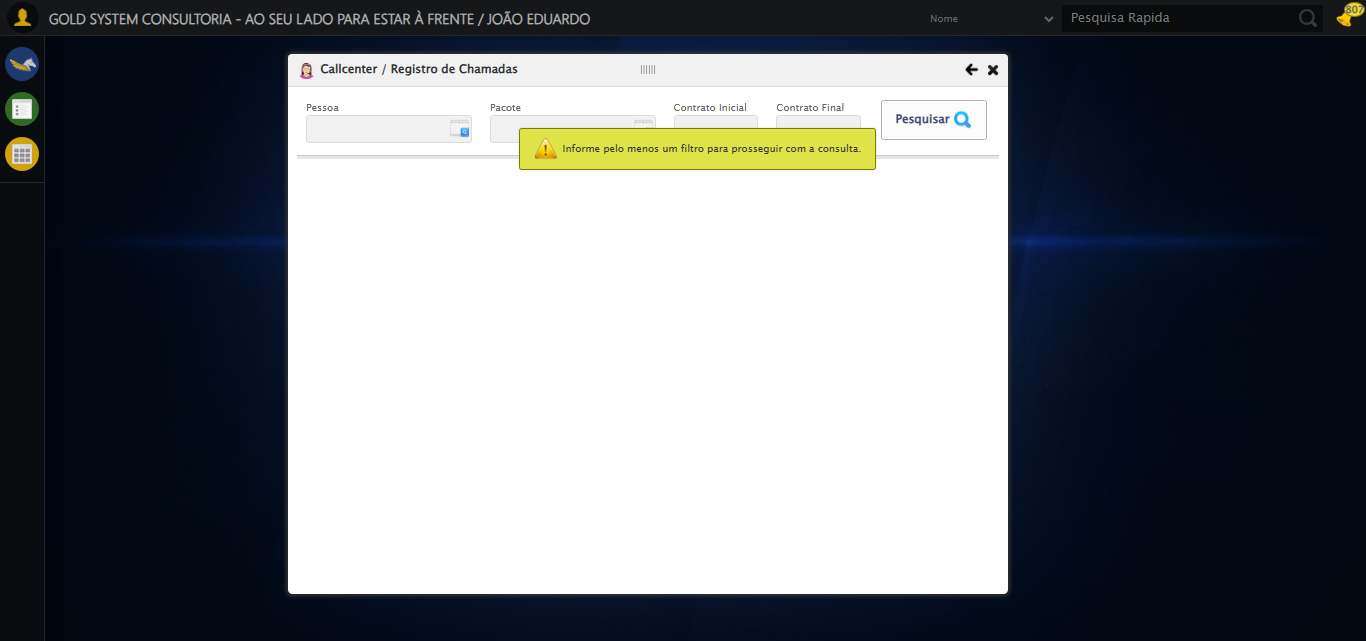 GOLD SYSTEM CONSULTORIA - AO SEU LADO PARA ESTAR À FRENTE / JOÃO EDUARDO
Nome
Pesquisa Rapida
807
Callcenter / Registro de Chamadas
Pessoa
Pacote
Contrato Inicial
Contrato Final
Pesquisar
Informe pelo menos um filtro para prosseguir com a consulta.